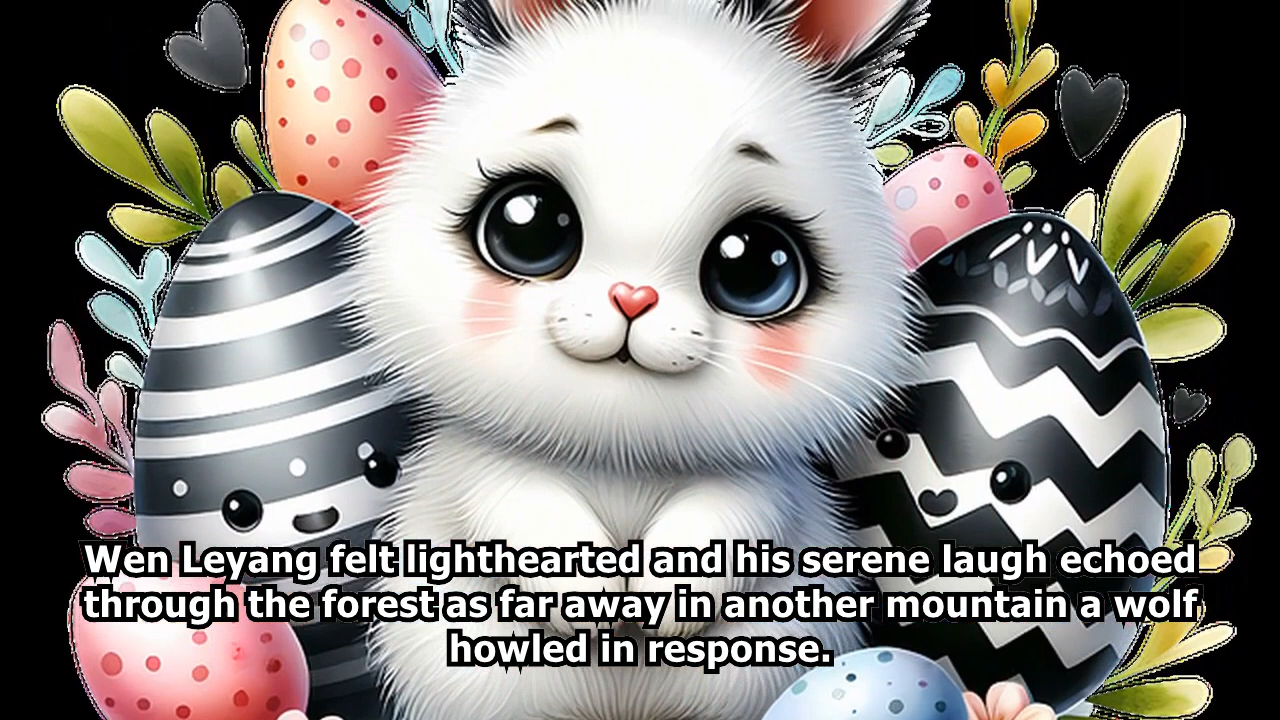 Wen Leyang felt lighthearted and his serene laugh echoed
through the forest as far away in another mountain a wolf
howled in response.